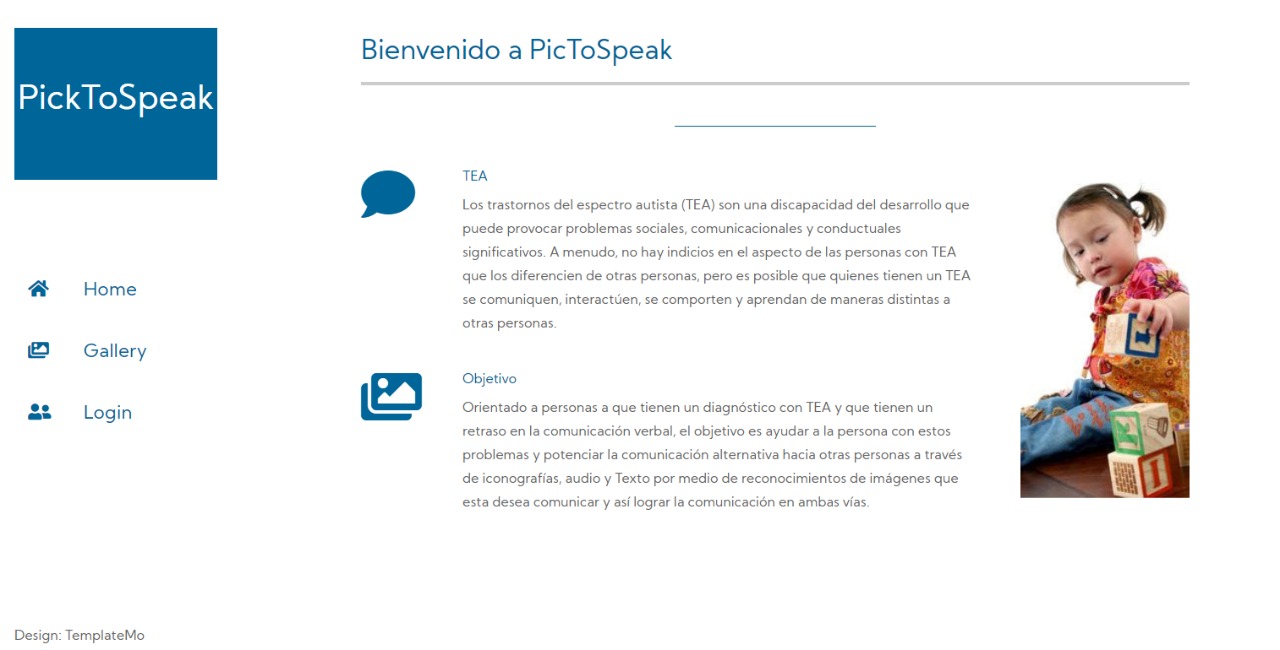 PickToSpeak
Home
Gallery
Login
Design: TemplateMo
Bienvenido a PicToSpeak
TEA
Los trastornos del espectro autista (TEA) son una discapacidad del desarrollo que
puede provocar problemas sociales, comunicacionales y conductuales
significativos. A menudo, no hay indicios en el aspecto de las personas con TEA
que los diferencien de otras personas, pero es posible que quienes tienen un TEA
se comuniquen, interactúen, se comporten y aprendan de maneras distintas a
otras personas.
Objetivo
Orientado a personas a que tienen un diagnóstico con TEA y que tienen un
retraso en la comunicación verbal, el objetivo es ayudar a la persona con estos
problemas y potenciar la comunicación alternativa hacia otras personas a través
de iconografías, audio y Texto por medio de reconocimientos de imágenes que
esta desea comunicar y así lograr la comunicación en ambas vías.